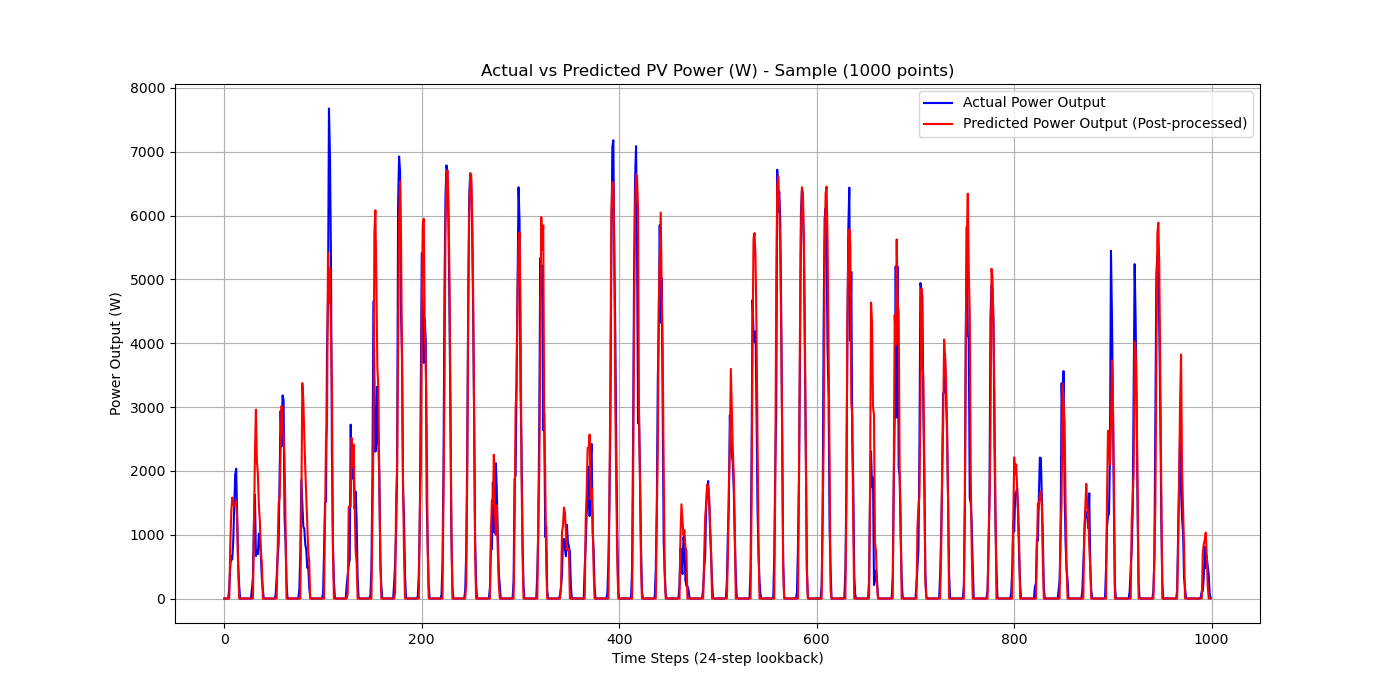 Actual vs Predicted PV Power (W) - Sample (1000 points)
Actual Power Output
Predicted Power Output (Post-processed)
Power Output (W)
8000
7000
6000
5000
4000
3000
2000
1000
0
0 200 400 600 800 1000
Time Steps (24-step lookback)